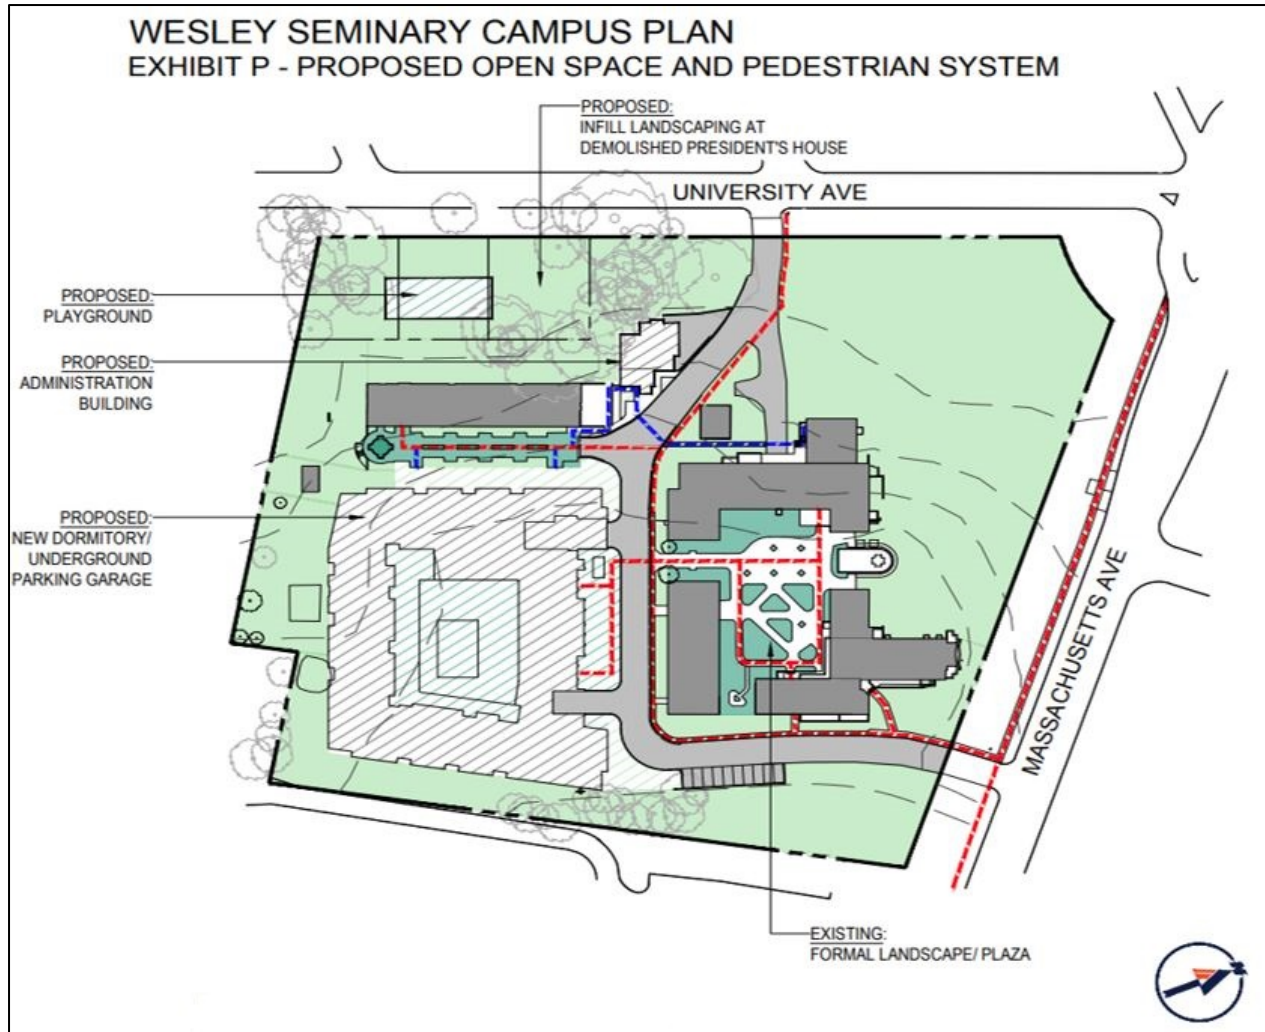 WESLEY SEMINARY CAMPUS PLAN
EXHIBIT P - PROPOSED OPEN SPACE AND PEDESTRIAN SYSTEM
PROPOSED:
INFILL LANDSCAPING AT
DEMOLISHED PRESIDENT'S HOUSE
UNIVERSITY AVE
PROPOSED:
PLAYGROUND
PROPOSED:
ADMINISTRATION
BUILDING
PROPOSED:
NEW DORMITORY/
UNDERGROUND
PARKING GARAGE
MASSACHUSETTS AVE
EXISTING:
FORMAL LANDSCAPE/ PLAZA
N